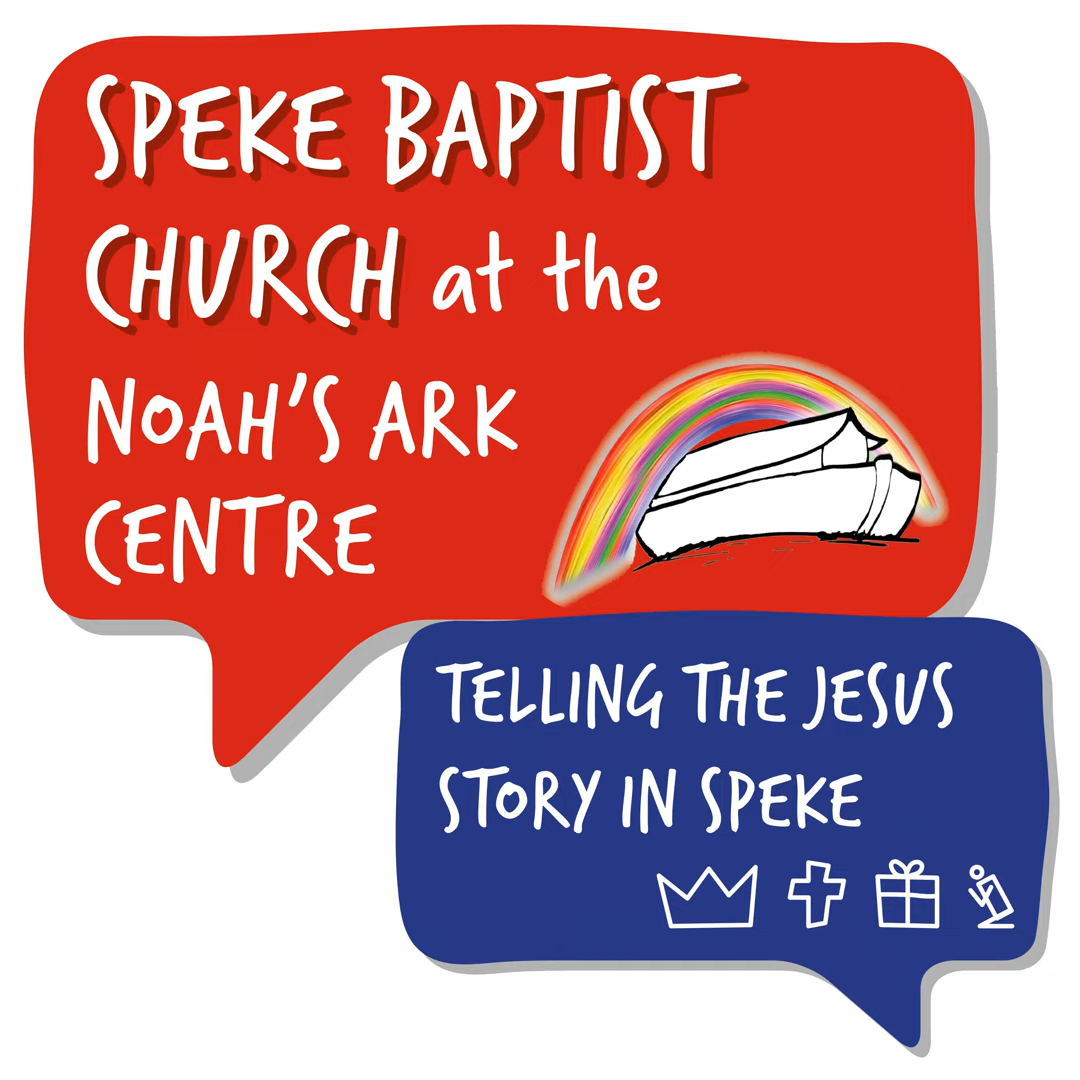 SPEKE BAPTIST
CHURCH at the
NOAH'S ARK
CENTRE
TELLING THE JESUS
STORY IN SPEKE